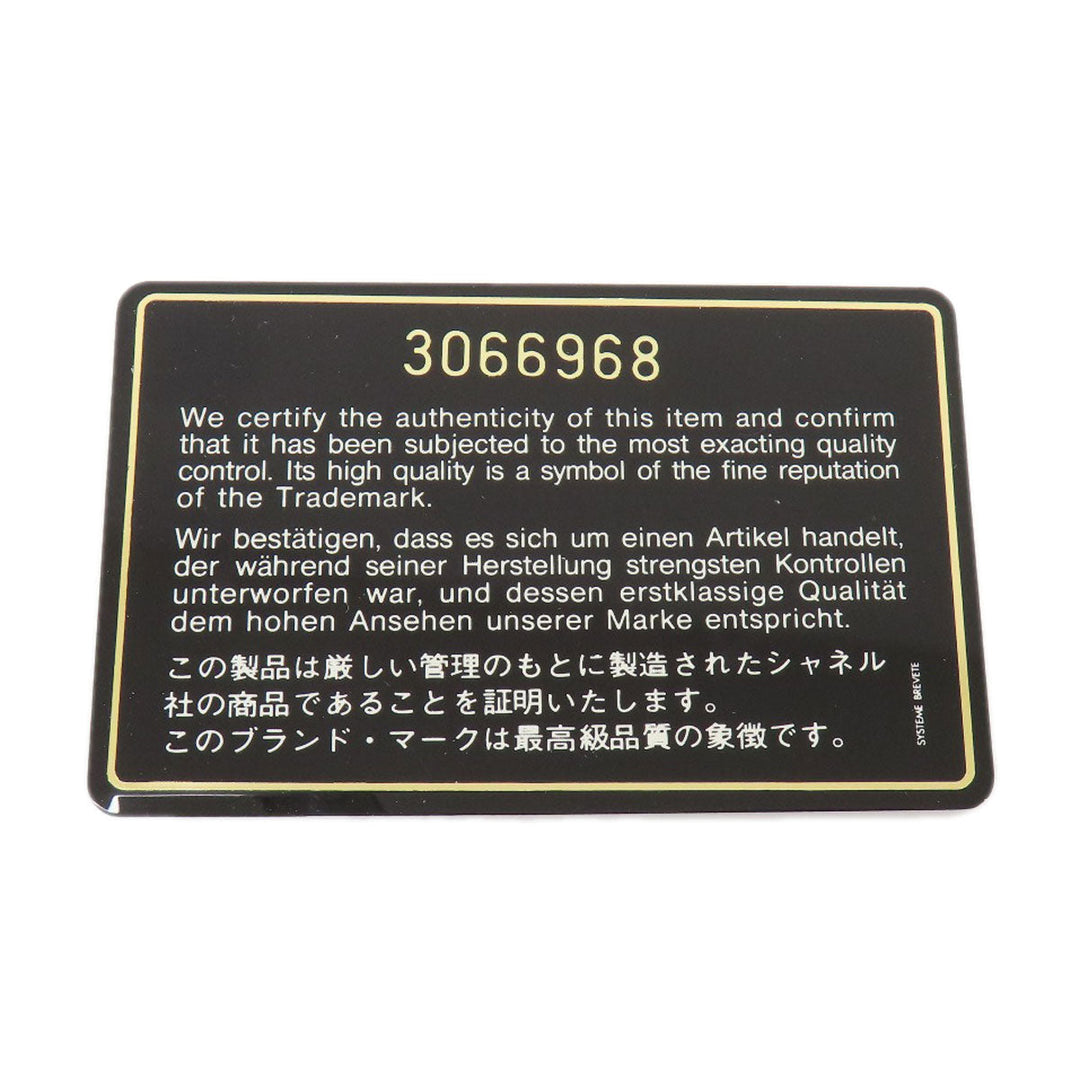 3066968
We certify the authenticity of this item and confirm
that it has been subjected to the most exacting quality
control. Its high quality is a symbol of the fine reputation
of the Trademark.
Wir bestätigen, dass es sich um einen Artikel handelt,
der während seiner Herstellung strengsten Kontrollen
unterworfen war, und dessen erstklassige Qualität
dem hohen Ansehen unserer Marke entspricht.
この製品は厳しい管理のもとに製造されたシャネル
社の商品であることを証明いたします。
このブランド・マークは最高級品質の象徴です。
SYSTEME BREVETE